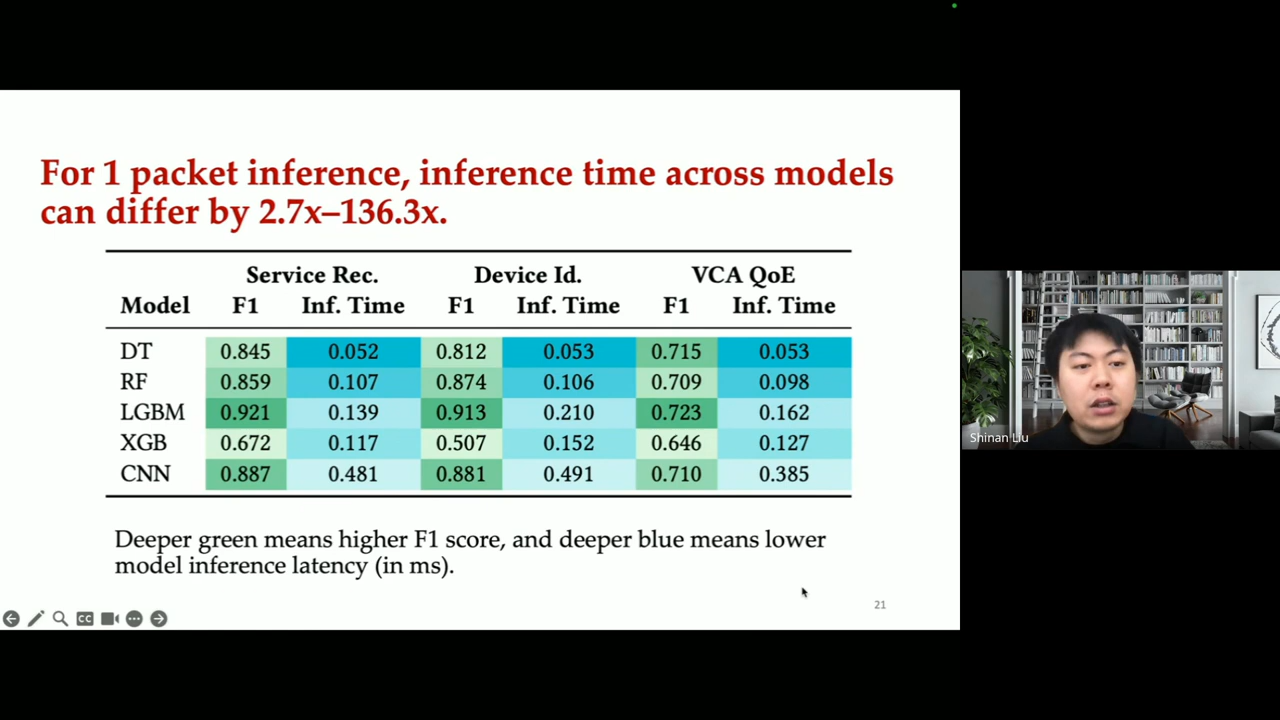 For 1 packet inference, inference time across models
can differ by 2.7x–136.3x.
Service Rec. Device Id. VCA QoE
Model F1 Inf. Time F1 Inf. Time F1 Inf. Time
DT 0.845 0.052 0.812 0.053 0.715 0.053
RF 0.859 0.107 0.874 0.106 0.709 0.098
LGBM 0.921 0.139 0.913 0.210 0.723 0.162
XGB 0.672 0.117 0.507 0.152 0.646 0.127
CNN 0.887 0.481 0.881 0.491 0.710 0.385
Deeper green means higher F1 score, and deeper blue means lower
model inference latency (in ms).
CC
21
Shinan Liu